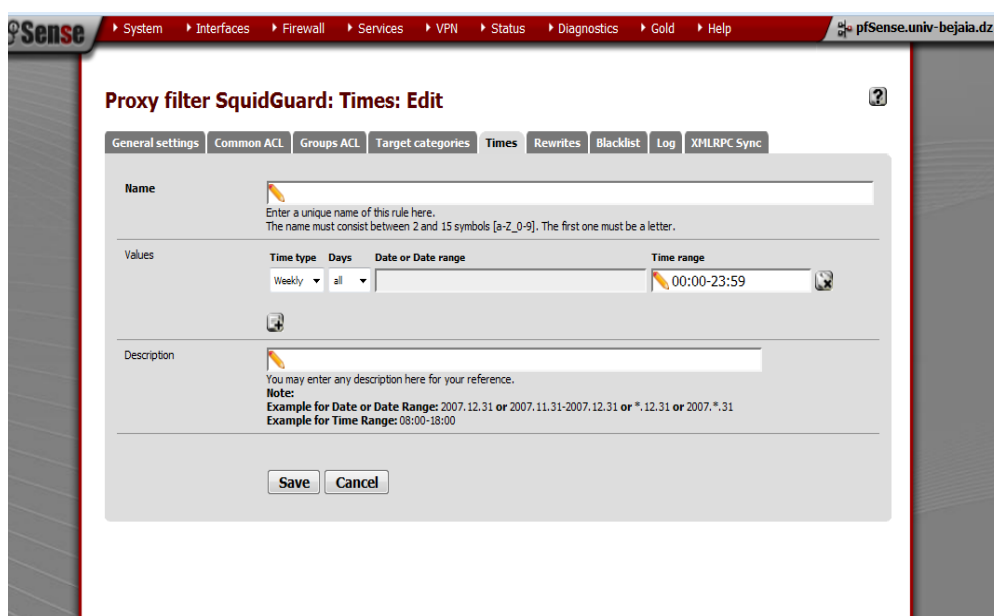 Sense
System Interfaces Firewall Services VPN Status Diagnostics Gold Help
pfSense.univ-bejaia.dz
Proxy filter SquidGuard: Times: Edit
?
General settings Common ACL Groups ACL Target categories Times Rewrites Blacklist Log XMLRPC Sync
Name
Enter a unique name of this rule here.
The name must consist between 2 and 15 symbols [a-Z_0-9]. The first one must be a letter.
Values
Time type Days Date or Date range Time range
Weekly all 00:00-23:59
Description
You may enter any description here for your reference.
Note:
Example for Date or Date Range: 2007.12.31 or 2007.11.31-2007.12.31 or *.12.31 or 2007.*.31
Example for Time Range: 08:00-18:00
Save Cancel